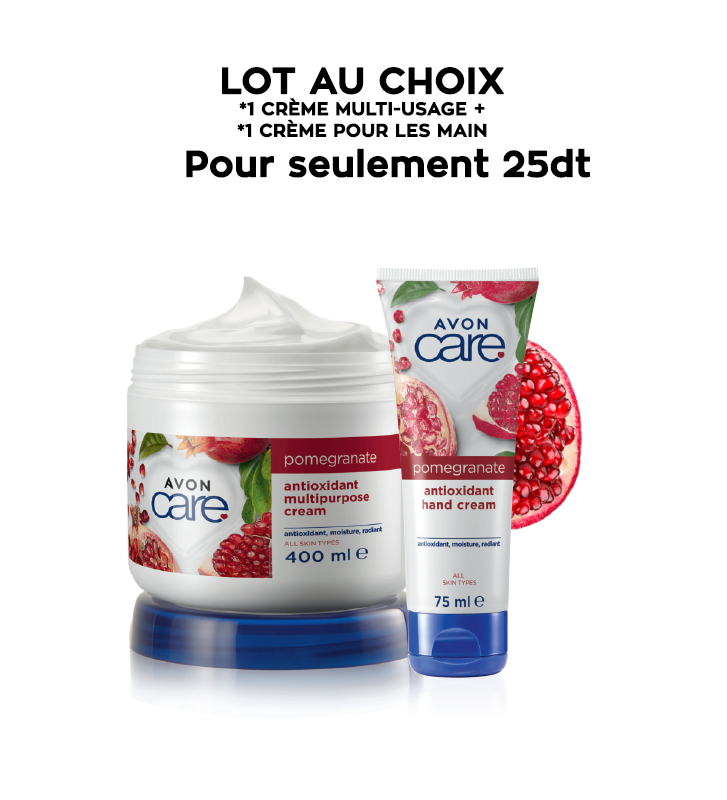 LOT AU CHOIX
*1 CRÈME MULTI-USAGE +
*1 CRÈME POUR LES MAIN
Pour seulement 25dt
AVON
care
pomegranate
antioxidant
multipurpose
cream
antioxidant, moisture, radiant
ALL SKIN TYPES
400 ml e
AVON
care
pomegranate
antioxidant
hand cream
antioxidant, moisture, radiant
ALL
SKIN TYPES
75 ml e